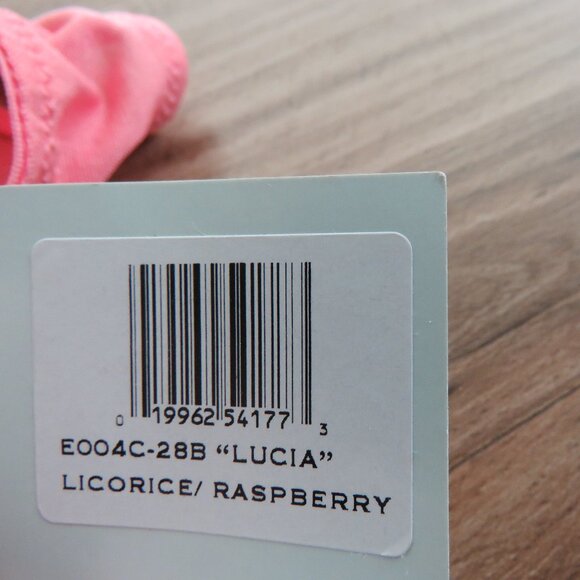 0 19962 54177 3
E004C-28B “LUCIA”
LICORICE/ RASPBERRY